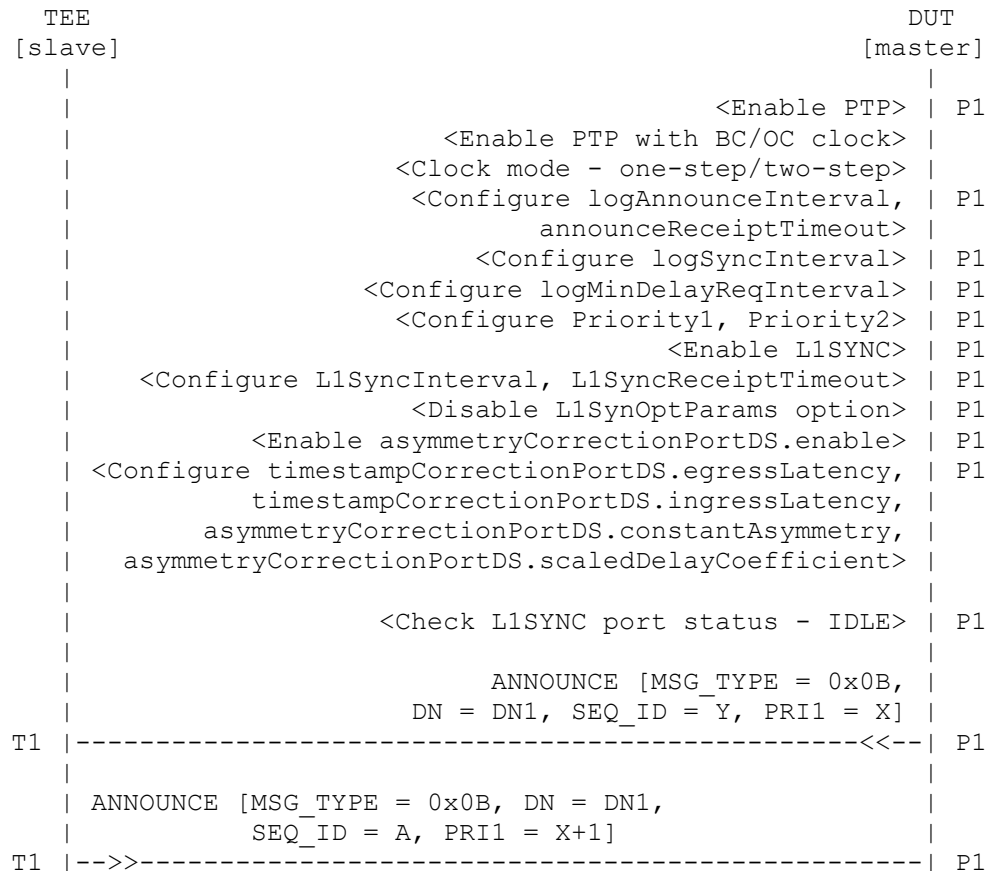 TEE DUT
[slave] [master]
| |
| <Enable PTP> | P1
| <Enable PTP with BC/OC clock> |
| <Clock mode - one-step/two-step> |
| <Configure logAnnounceInterval, | P1
| announceReceiptTimeout> |
| <Configure logSyncInterval> | P1
| <Configure logMinDelayReqInterval> | P1
| <Configure Priority1, Priority2> | P1
| <Enable L1SYNC> | P1
| <Configure L1SyncInterval, L1SyncReceiptTimeout> | P1
| <Disable L1SynOptParams option> | P1
| <Enable asymmetryCorrectionPortDS.enable> | P1
| <Configure timestampCorrectionPortDS.egressLatency, | P1
| timestampCorrectionPortDS.ingressLatency, |
| asymmetryCorrectionPortDS.constantAsymmetry, |
| asymmetryCorrectionPortDS.scaledDelayCoefficient> |
| |
| <Check L1SYNC port status - IDLE> | P1
| |
| ANNOUNCE [MSG_TYPE = 0x0B, |
| DN = DN1, SEQ_ID = Y, PRI1 = X] |
T1 |-------------------------------------------------<<--| P1
| |
| ANNOUNCE [MSG_TYPE = 0x0B, DN = DN1, |
| SEQ_ID = A, PRI1 = X+1] |
T1 |-->>-------------------------------------------------| P1